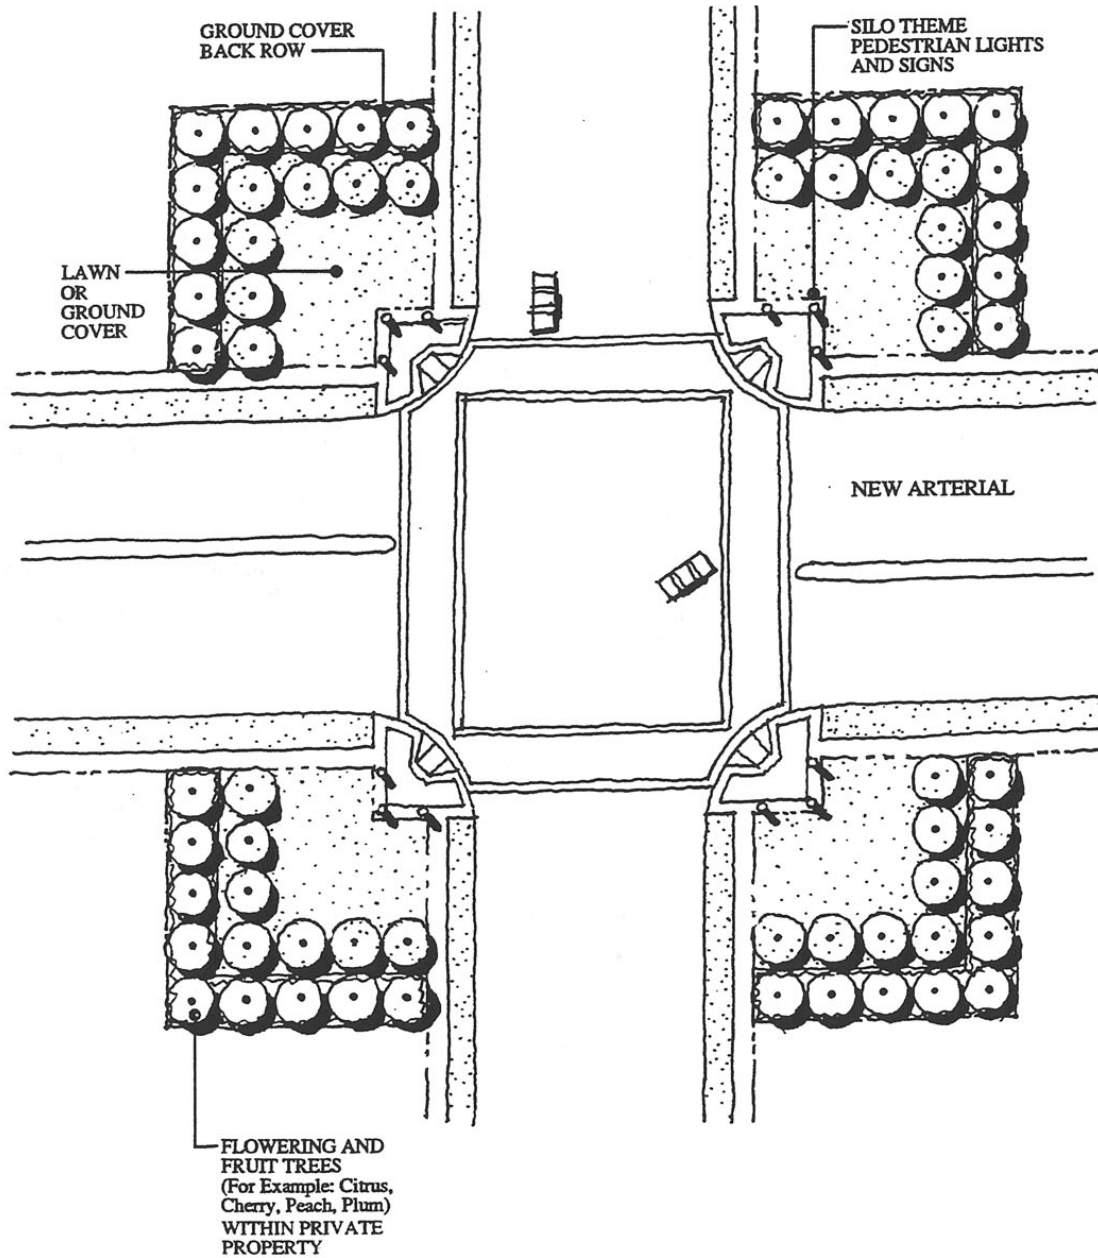 GROUND COVER
BACK ROW
SILO THEME
PEDESTRIAN LIGHTS
AND SIGNS
LAWN
OR
GROUND
COVER
NEW ARTERIAL
FLOWERING AND
FRUIT TREES
(For Example: Citrus,
Cherry, Peach, Plum)
WITHIN PRIVATE
PROPERTY